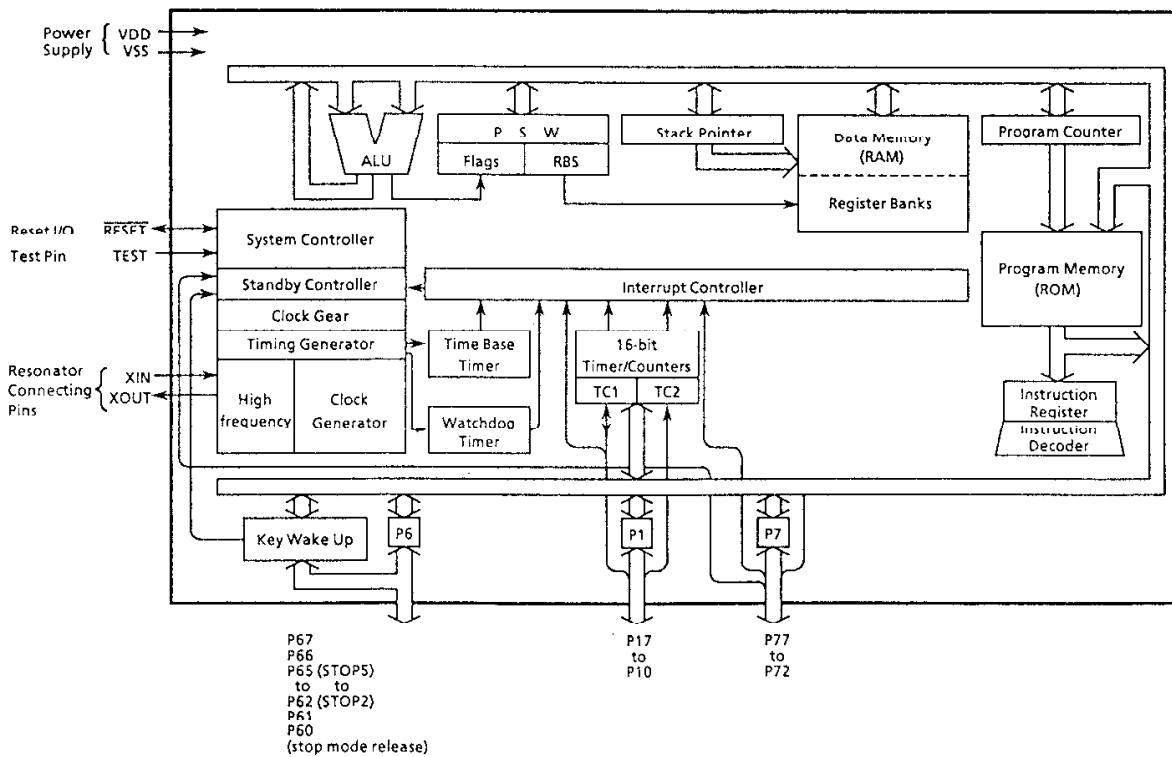 Power Supply { VDD
VSS
P S W
Flags
RBS
ALU
Stack Pointer
Data Memory
(RAM)
Register Banks
Program Counter
Reset I/O
RESET
Test Pin
TEST
System Controller
Standby Controller
Clock Gear
Timing Generator
High
frequency
Clock
Generator
Interrupt Controller
Program Memory
(ROM)
Time Base
Timer
16-bit
Timer/Counters
TC1
TC2
Watchdog
Timer
Instruction
Register
Instruction
Decoder
Resonator
Connecting
Pins
XIN
XOUT
Key Wake Up
P6
P1
P7
P67
P66
P65 (STOP5)
to to
P62 (STOP2)
P61
P60
(stop mode release)
P17
to
P10
P77
to
P72